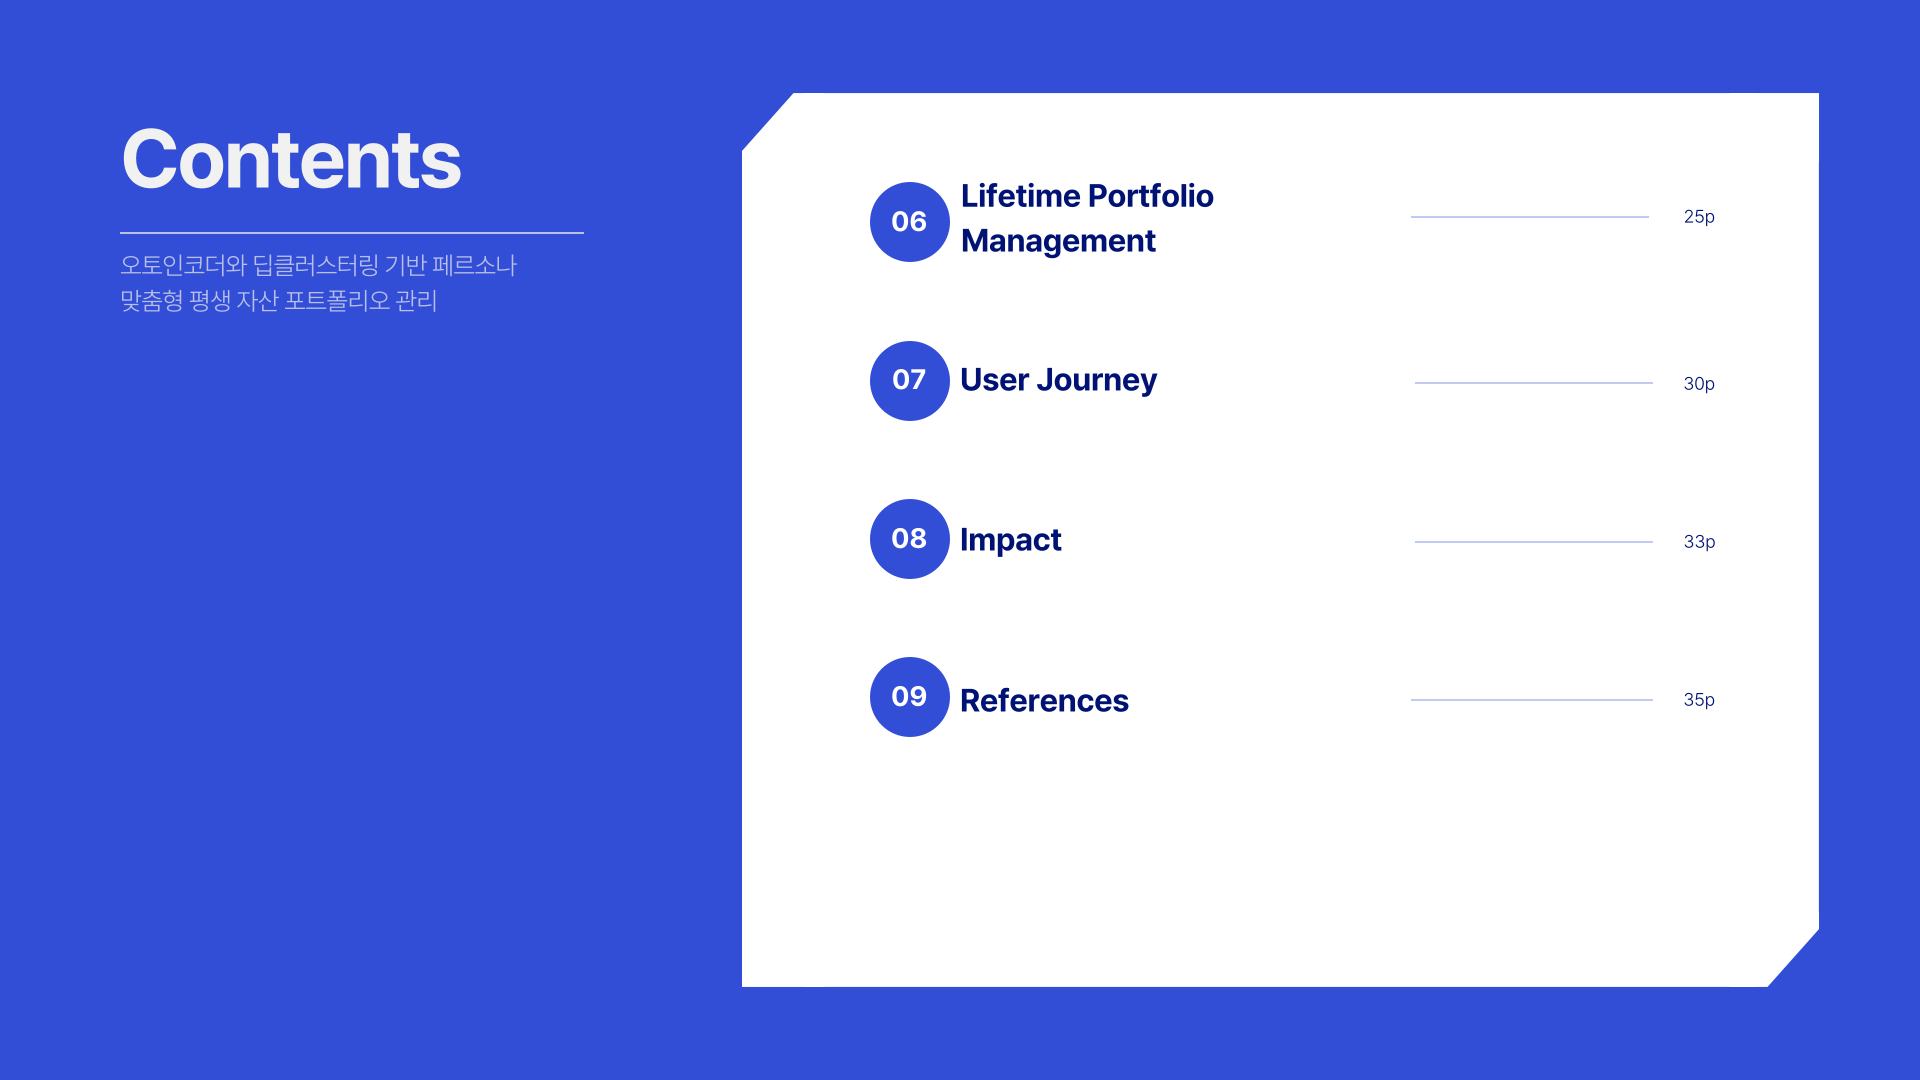 Contents
오토인코더와 딥클러스터링 기반 페르소나
맞춤형 평생 자산 포트폴리오 관리
06
Lifetime Portfolio
Management
25p
07
User Journey
30p
08
Impact
33p
09
References
35p